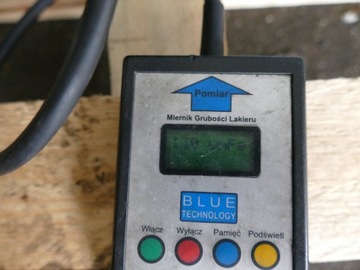 Pomiar
Miernik Grubości Lakieru
BLUE
TECHNOLOGY
Włącz Wyłącz Pamięć Podświetl